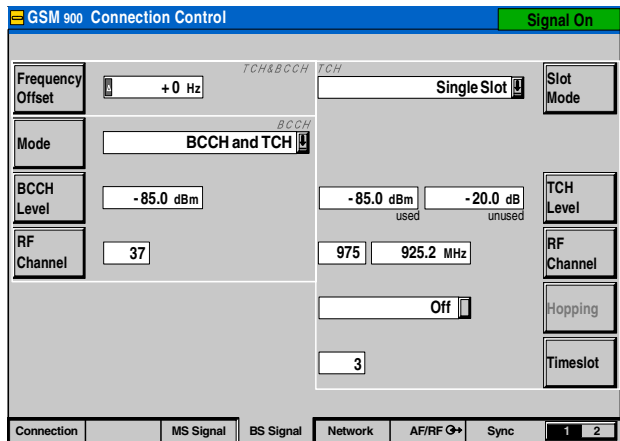 GSM 900 Connection Control
Signal On
TCH&BCCH TCH
Frequency Offset
+0 Hz
Single Slot
Slot Mode
BCCH
Mode
BCCH and TCH
BCCH Level
-85.0 dBm
-85.0 dBm
used
-20.0 dB
unused
TCH Level
RF Channel
37
975
925.2 MHz
RF Channel
Off
Hopping
3
Timeslot
Connection MS Signal BS Signal Network AF/RF Sync 1 2